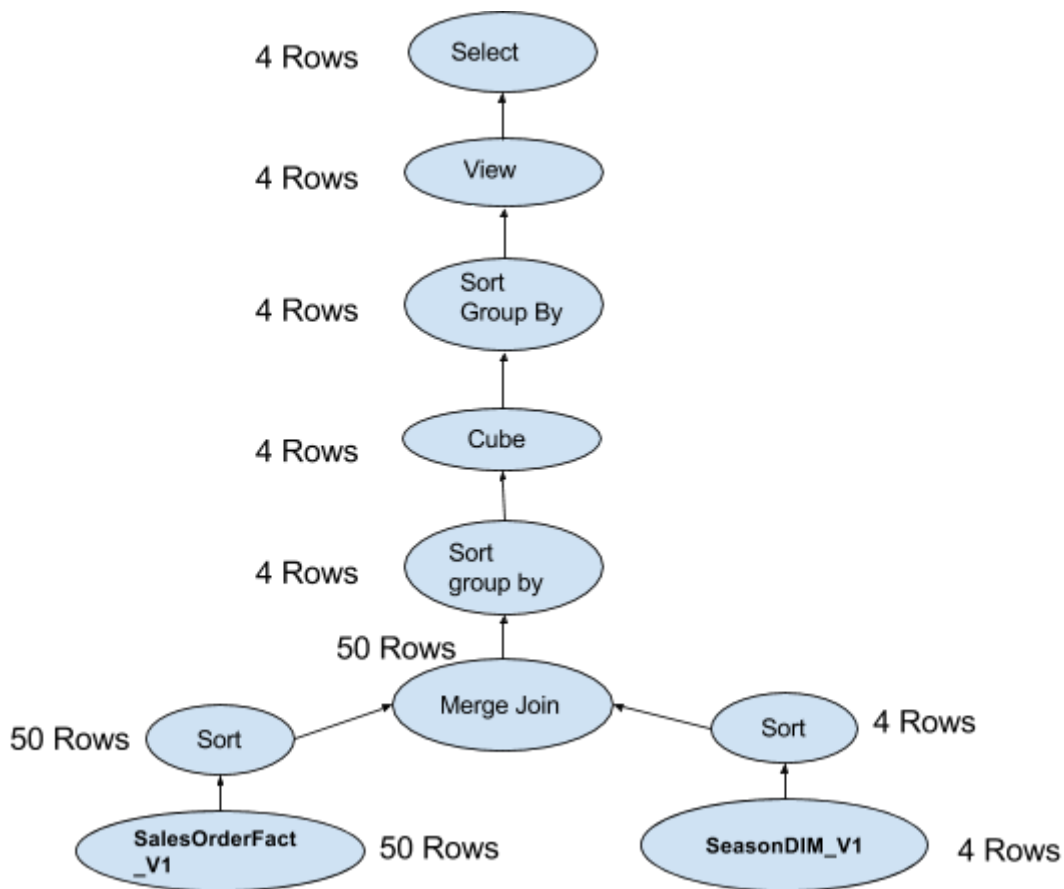 4 Rows
Select
4 Rows
View
4 Rows
Sort
Group By
4 Rows
Cube
4 Rows
Sort
group by
50 Rows
Merge Join
50 Rows
Sort
Sort
4 Rows
SalesOrderFact
_V1
50 Rows
SeasonDIM_V1
4 Rows